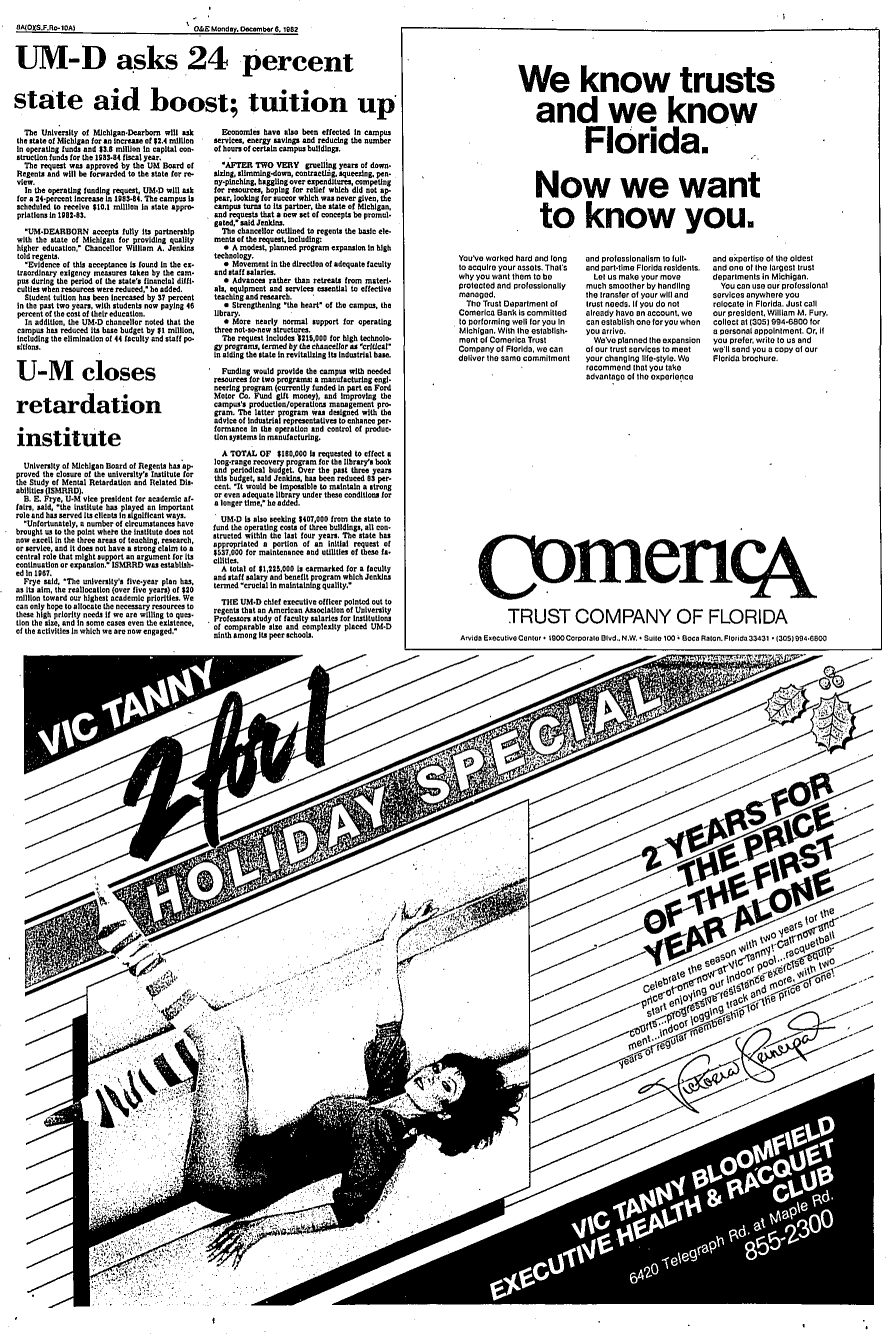 8A(O)(S,F,Ro-10A)
O&E Monday, December 6, 1982
UM-D asks 24 percent
state aid boost; tuition up
The University of Michigan-Dearborn will ask
the state of Michigan for an increase of $2.4 million
in operating funds and $3.8 million in capital con-
struction funds for the 1983-84 fiscal year.
The request was approved by the UM Board of
Regents and will be forwarded to the state for re-
view.
In the operating funding request, UM-D will ask
for a 24-percent increase in 1983-84. The campus is
scheduled to receive $10.1 million in state appro-
priations in 1982-83.
"UM-DEARBORN accepts fully its partnership
with the state of Michigan for providing quality
higher education," Chancellor William A. Jenkins
told regents.
"Evidence of this acceptance is found in the ex-
traordinary exigency measures taken by the cam-
pus during the period of the state's financial diffi-
culties when resources were reduced," he added.
Student tuition has been increased by 37 percent
in the past two years, with students now paying 46
percent of the cost of their education.
In addition, the UM-D chancellor noted that the
campus has reduced its base budget by $1 million,
including the elimination of 44 faculty and staff po-
sitions.
Economies have also been effected in campus
services, energy savings and reducing the number
of hours of certain campus buildings.
"AFTER TWO VERY gruelling years of down-
sizing, slimming-down, contracting, squeezing, pen-
ny-pinching, haggling over expenditures, competing
for resources, hoping for relief which did not ap-
pear, looking for succor which was never given, the
campus turns to its partner, the state of Michigan,
and requests that a new set of concepts be promul-
gated," said Jenkins.
The chancellor outlined to regents the basic ele-
ments of the request, including:
● A modest, planned program expansion in high
technology.
● Movement in the direction of adequate faculty
and staff salaries.
● Advances rather than retreats from materi-
als, equipment and services essential to effective
teaching and research.
● Strengthening "the heart" of the campus, the
library.
● More nearly normal support for operating
three not-so-new structures.
The request includes $215,000 for high technolo-
gy programs, termed by the chancellor as "critical"
in aiding the state in revitalizing its industrial base.
Funding would provide the campus with needed
resources for two programs: a manufacturing engi-
neering program (currently funded in part on Ford
Motor Co. Fund gift money), and improving the
campus's production/operations management pro-
gram. The latter program was designed with the
advice of industrial representatives to enhance per-
formance in the operation and control of produc-
tion systems in manufacturing.
A TOTAL OF $180,000 is requested to effect a
long-range recovery program for the library's book
and periodical budget. Over the past three years
this budget, said Jenkins, has been reduced 83 per-
cent. "It would be impossible to maintain a strong
or even adequate library under these conditions for
a longer time," he added.
UM-D is also seeking $407,000 from the state to
fund the operating costs of three buildings, all con-
structed within the last four years. The state has
appropriated a portion of an initial request of
$537,000 for maintenance and utilities of these fa-
cilities.
A total of $1,225,000 is earmarked for a faculty
and staff salary and benefit program which Jenkins
termed "crucial in maintaining quality."
THE UM-D chief executive officer pointed out to
regents that an American Association of University
Professors study of faculty salaries for institutions
of comparable size and complexity placed UM-D
ninth among its peer schools.
U-M closes
retardation
institute
University of Michigan Board of Regents has ap-
proved the closure of the university's Institute for
the Study of Mental Retardation and Related Dis-
abilities (ISMRRD).
B. E. Frye, U-M vice president for academic af-
fairs, said, "the institute has played an important
role and has served its clients in significant ways.
"Unfortunately, a number of circumstances have
brought us to the point where the institute does not
now excell in the three areas of teaching, research,
or service, and it does not have a strong claim to a
central role that might support an argument for its
continuation or expansion." ISMRRD was establish-
ed in 1967.
Frye said, "The university's five-year plan has,
as its aim, the reallocation (over five years) of $20
million toward our highest academic priorities. We
can only hope to allocate the necessary resources to
these high priority needs if we are willing to ques-
tion the size, and in some cases even the existence,
of the activities in which we are now engaged."
We know trusts
and we know
Florida.
Now we want
to know you.
You've worked hard and long
to acquire your assets. That's
why you want them to be
protected and professionally
managed.
The Trust Department of
Comerica Bank is committed
to performing well for you in
Michigan. With the establish-
ment of Comerica Trust
Company of Florida, we can
deliver the same commitment
and professionalism to full-
and part-time Florida residents.
Let us make your move
much smoother by handling
the transfer of your will and
trust needs. If you do not
already have an account, we
can establish one for you when
you arrive.
We've planned the expansion
of our trust services to meet
your changing life-style. We
recommend that you take
advantage of the experience
and expertise of the oldest
and one of the largest trust
departments in Michigan.
You can use our professional
services anywhere you
relocate in Florida. Just call
our president, William M. Fury,
collect at (305) 994-6800 for
a personal appointment. Or, if
you prefer, write to us and
we'll send you a copy of our
Florida brochure.
ComericA
TRUST COMPANY OF FLORIDA
Arvida Executive Center • 1900 Corporate Blvd., N.W. • Suite 100 • Boca Raton, Florida 33431 • (305) 994-6800
VIC TANNY
2 for 1
HOLIDAY SPECIAL
2 YEARS FOR
THE PRICE
OF THE FIRST
YEAR ALONE
Celebrate the season with two years for the
price of one now at Vic Tanny! Call now and
start enjoying our indoor pool...racquetball
courts...progressive resistance exercise equip-
ment...indoor jogging track and more, with two
years of regular membership for the price of one!
Victoria Principal
VIC TANNY BLOOMFIELD
EXECUTIVE HEALTH & RACQUET
CLUB
6420 Telegraph Rd. at Maple Rd.
855-2300